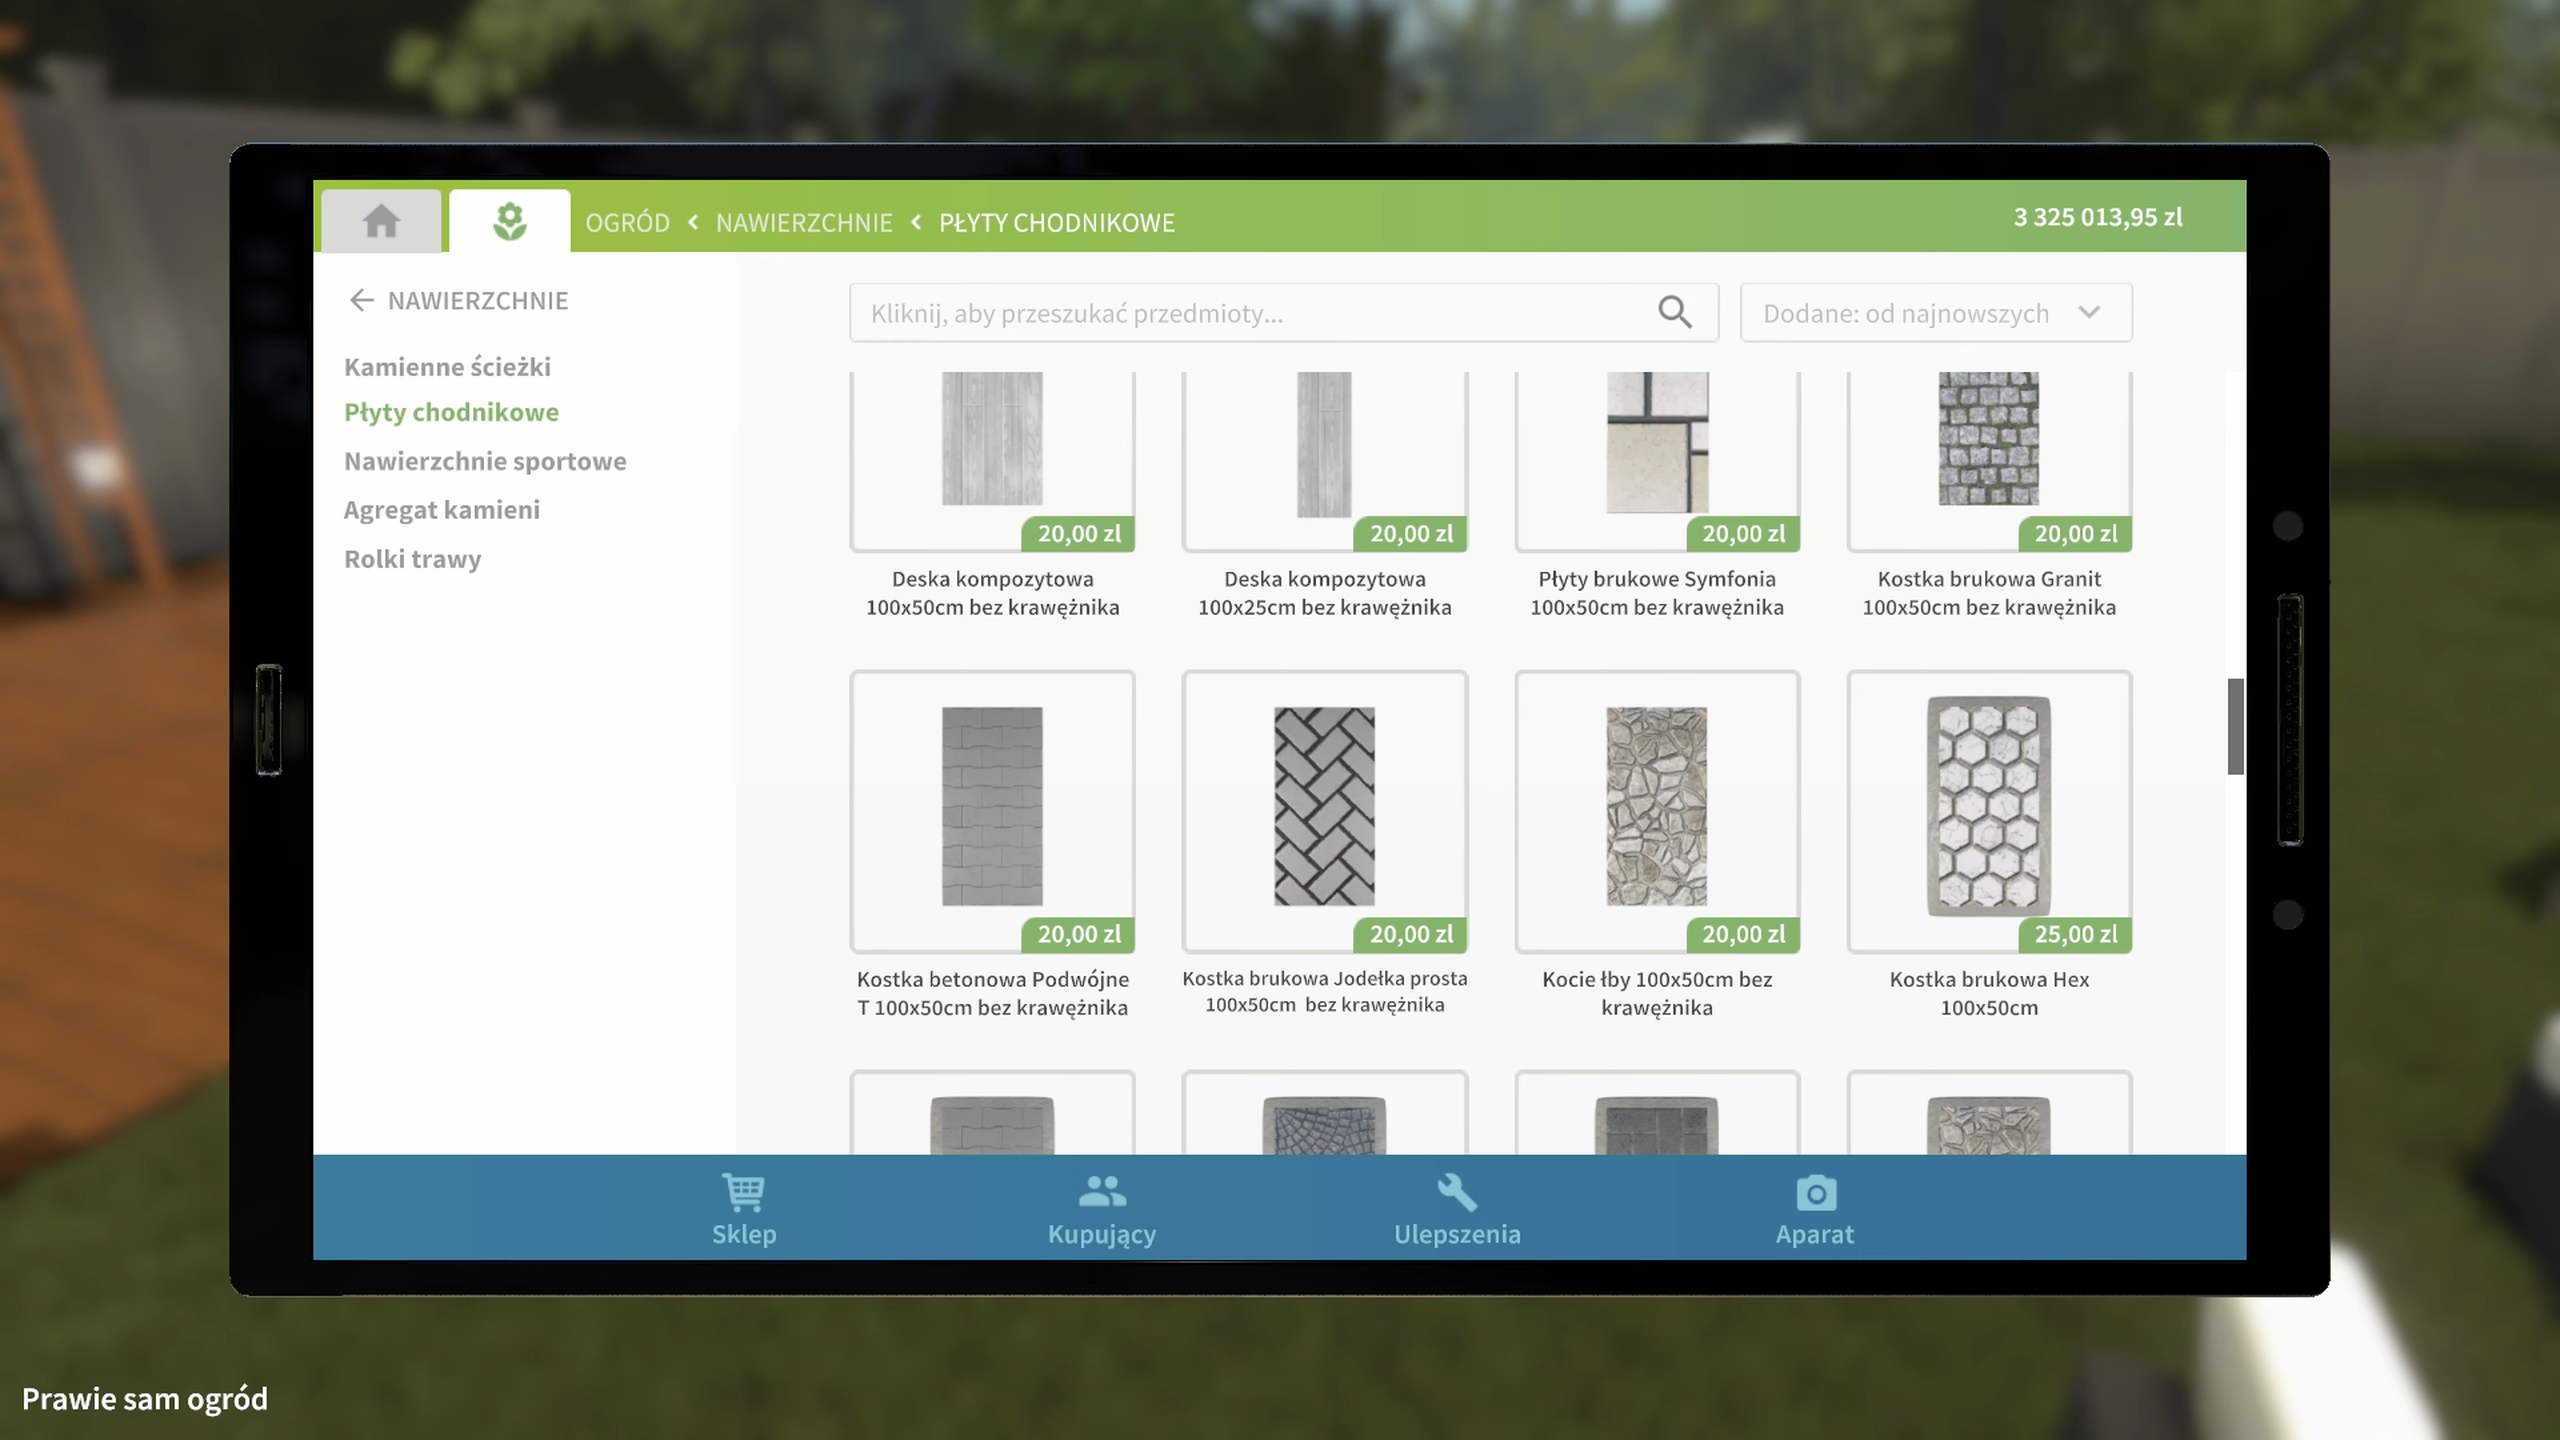 OGRÓD < NAWIERZCHNIE < PŁYTY CHODNIKOWE
3 325 013,95 zl
NAWIERZCHNIE
Kamienne ścieżki
Płyty chodnikowe
Nawierzchnie sportowe
Agregat kamieni
Rolki trawy
Kliknij, aby przeszukać przedmioty...
Dodane: od najnowszych
20,00 zl
Deska kompozytowa
100x50cm bez krawężnika
20,00 zl
Deska kompozytowa
100x25cm bez krawężnika
20,00 zl
Płyty brukowe Symfonia
100x50cm bez krawężnika
20,00 zl
Kostka brukowa Granit
100x50cm bez krawężnika
20,00 zl
Kostka betonowa Podwójne
T 100x50cm bez krawężnika
20,00 zl
Kostka brukowa Jodełka prosta
100x50cm bez krawężnika
20,00 zl
Kocie łby 100x50cm bez
krawężnika
25,00 zl
Kostka brukowa Hex
100x50cm
Sklep
Kupujący
Ulepszenia
Aparat
Prawie sam ogród